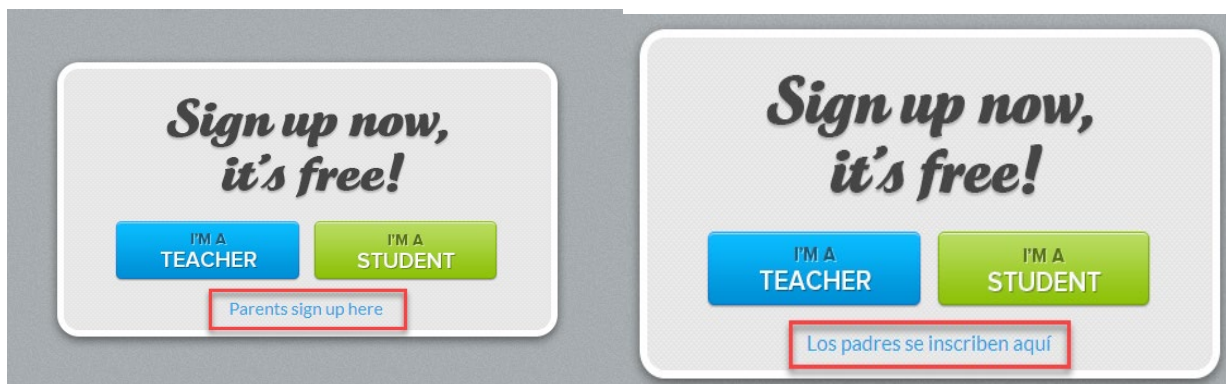 Sign up now,
it's free!
I'M A
TEACHER
I'M A
STUDENT
Parents sign up here
Sign up now,
it's free!
I'M A
TEACHER
I'M A
STUDENT
Los padres se inscriben aquí